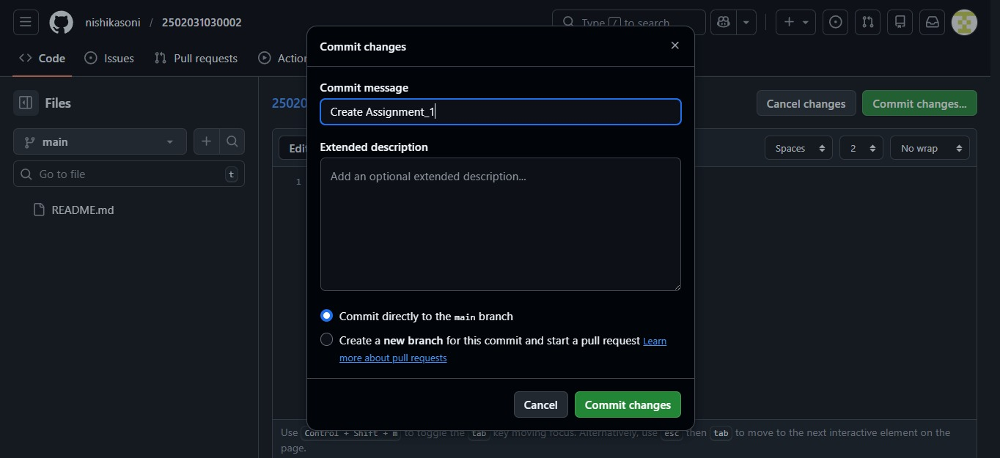 nishikasoni / 2502031030002
Type / to search
Code
Issues
Pull requests
Action
Files
main
Go to file
t
README.md
25020
Cancel changes
Commit changes...
Edit
Spaces
2
No wrap
1
Commit changes
Commit message
Create Assignment_1
Extended description
Add an optional extended description...
Commit directly to the main branch
Create a new branch for this commit and start a pull request Learn
more about pull requests
Cancel
Commit changes
Use Control + Shift + m to toggle the tab key moving focus. Alternatively, use esc then tab to move to the next interactive element on the
page.